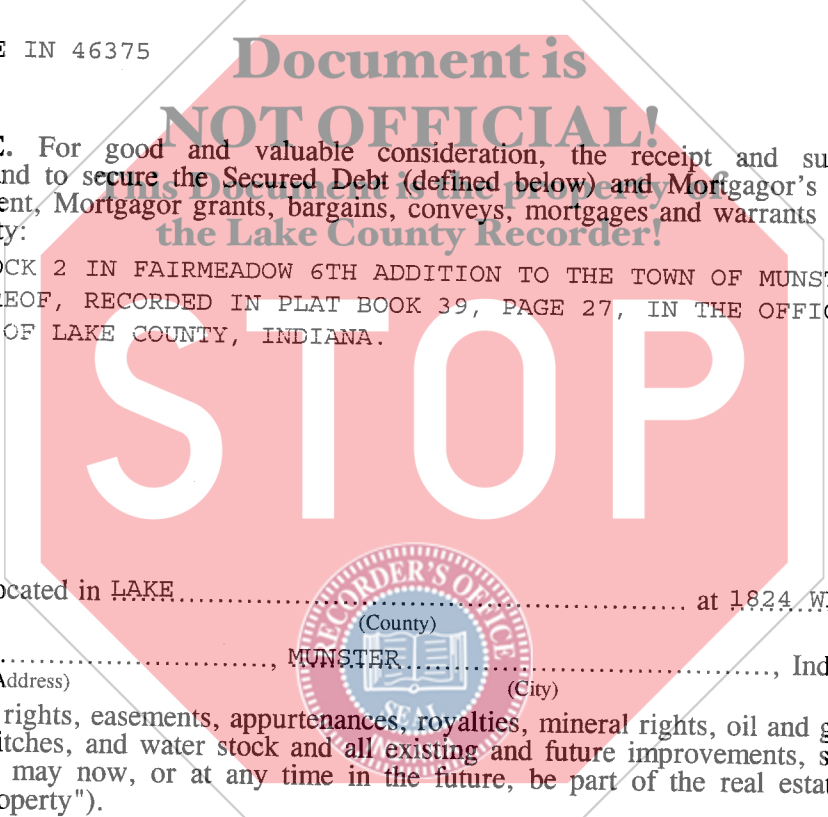 E IN 46375
Document is
NOT OFFICIAL!
E. For good and valuable consideration, the receipt and su
nd to secure the Secured Debt (defined below) and Mortgagor's
This Document is the property of
ent, Mortgagor grants, bargains, conveys, mortgages and warrants
ty:
the Lake County Recorder!
OCK 2 IN FAIRMEADOW 6TH ADDITION TO THE TOWN OF MUNST
REOF, RECORDED IN PLAT BOOK 39, PAGE 27, IN THE OFFIC
OF LAKE COUNTY, INDIANA.
STOP
ocated in LAKE at 1824 W
(County)
RECORDER'S OFFICE
SEAL
MUNSTER, Ind
Address) (City)
rights, easements, appurtenances, royalties, mineral rights, oil and g
itches, and water stock and all existing and future improvements, s
may now, or at any time in the future, be part of the real estat
operty").